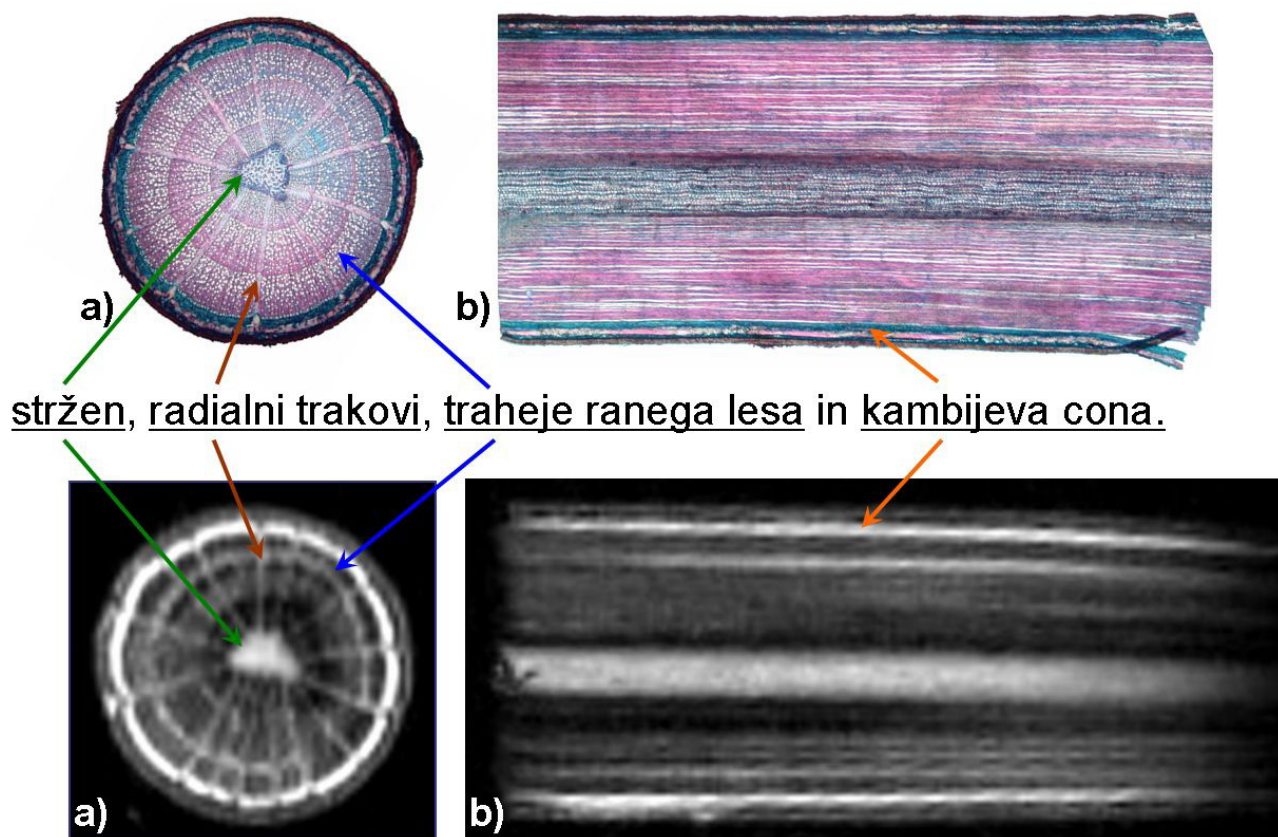 a)
b)
stržen, radialni trakovi, traheje ranega lesa in kambijeva cona.
a)
b)